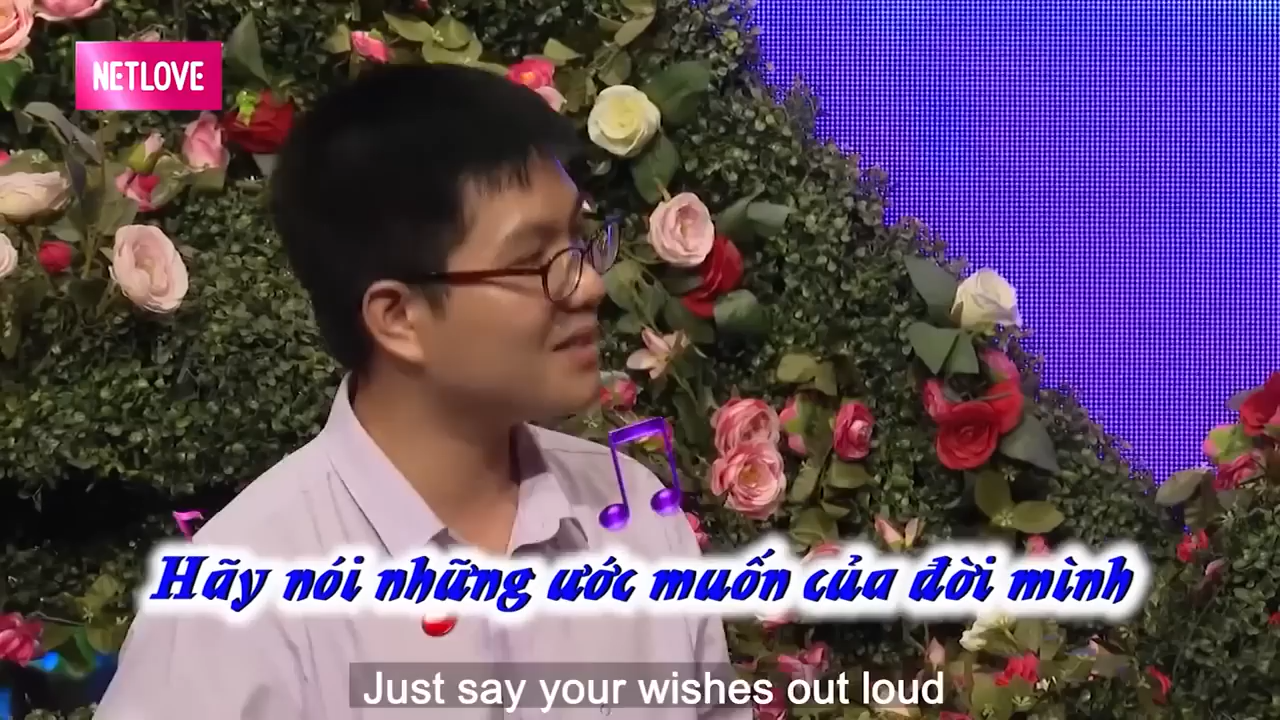 NETLOVE
Hãy nói những ước muốn của đời mình
Just say your wishes out loud